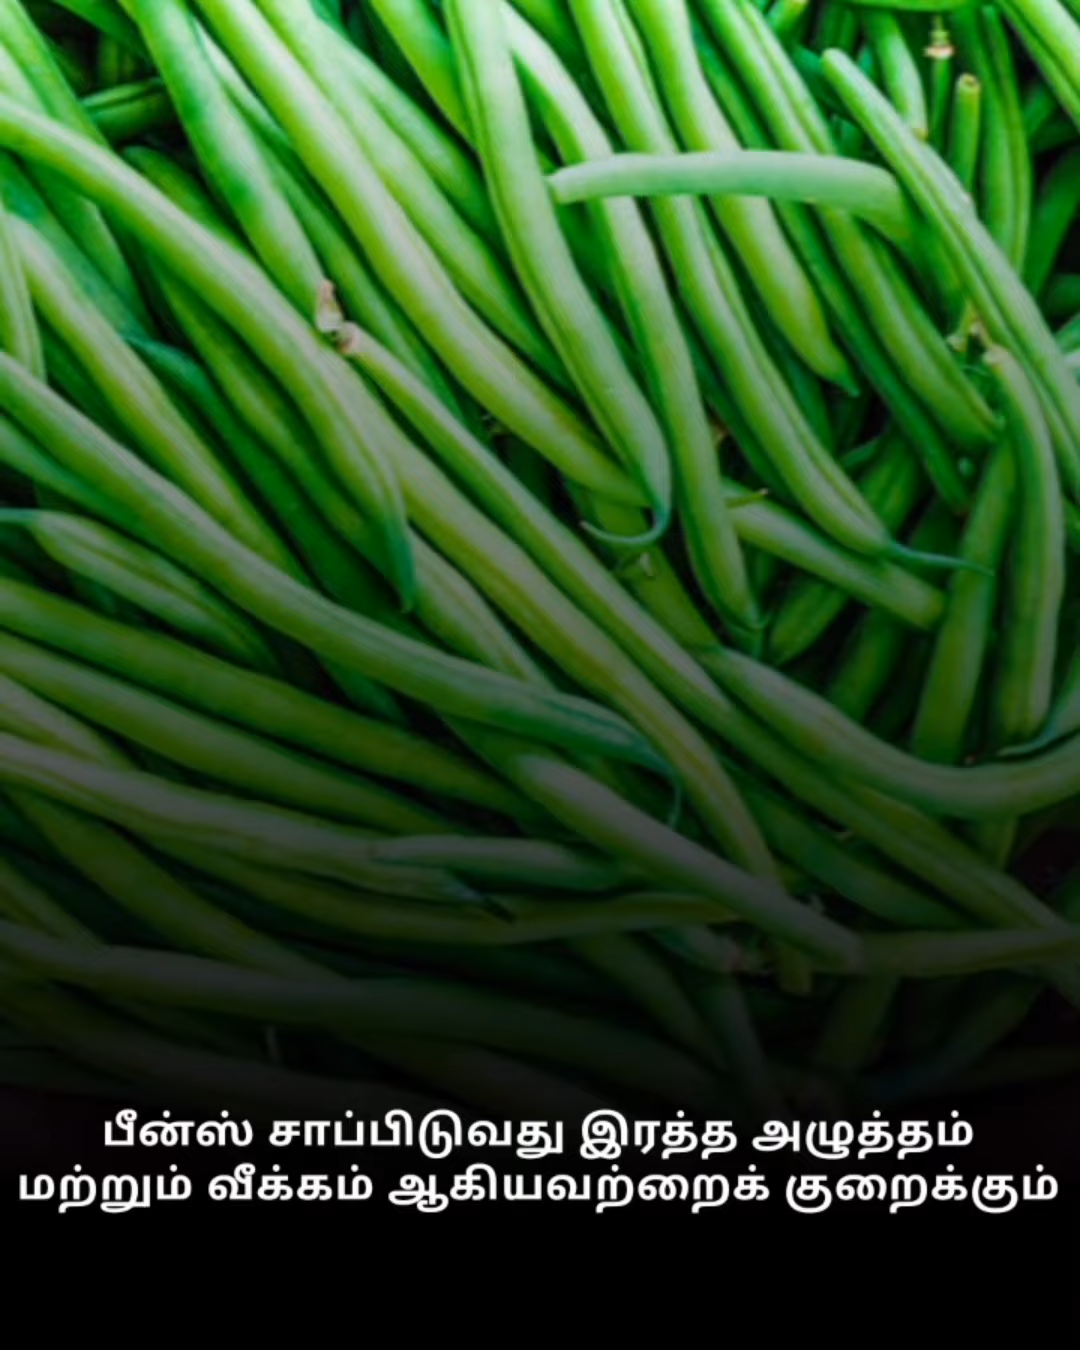 பீன்ஸ் சாப்பிடுவது இரத்த அழுத்தம்
மற்றும் வீக்கம் ஆகியவற்றைக் குறைக்கும்